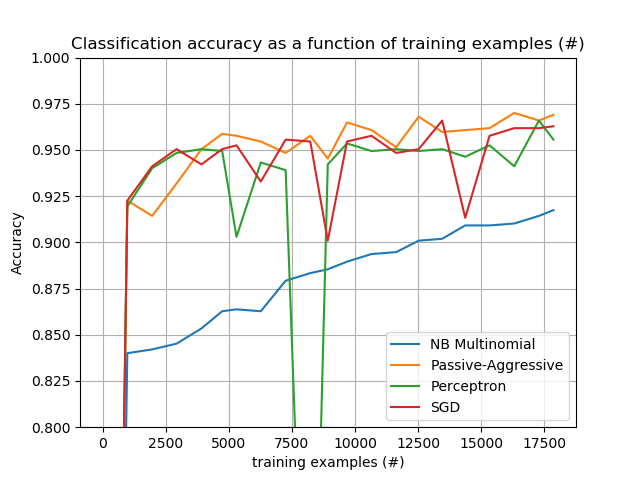 Classification accuracy as a function of training examples (#)
1.000
0.975
0.950
0.925
0.900
0.875
0.850
0.825
0.800
Accuracy
NB Multinomial
Passive-Aggressive
Perceptron
SGD
0 2500 5000 7500 10000 12500 15000 17500
training examples (#)